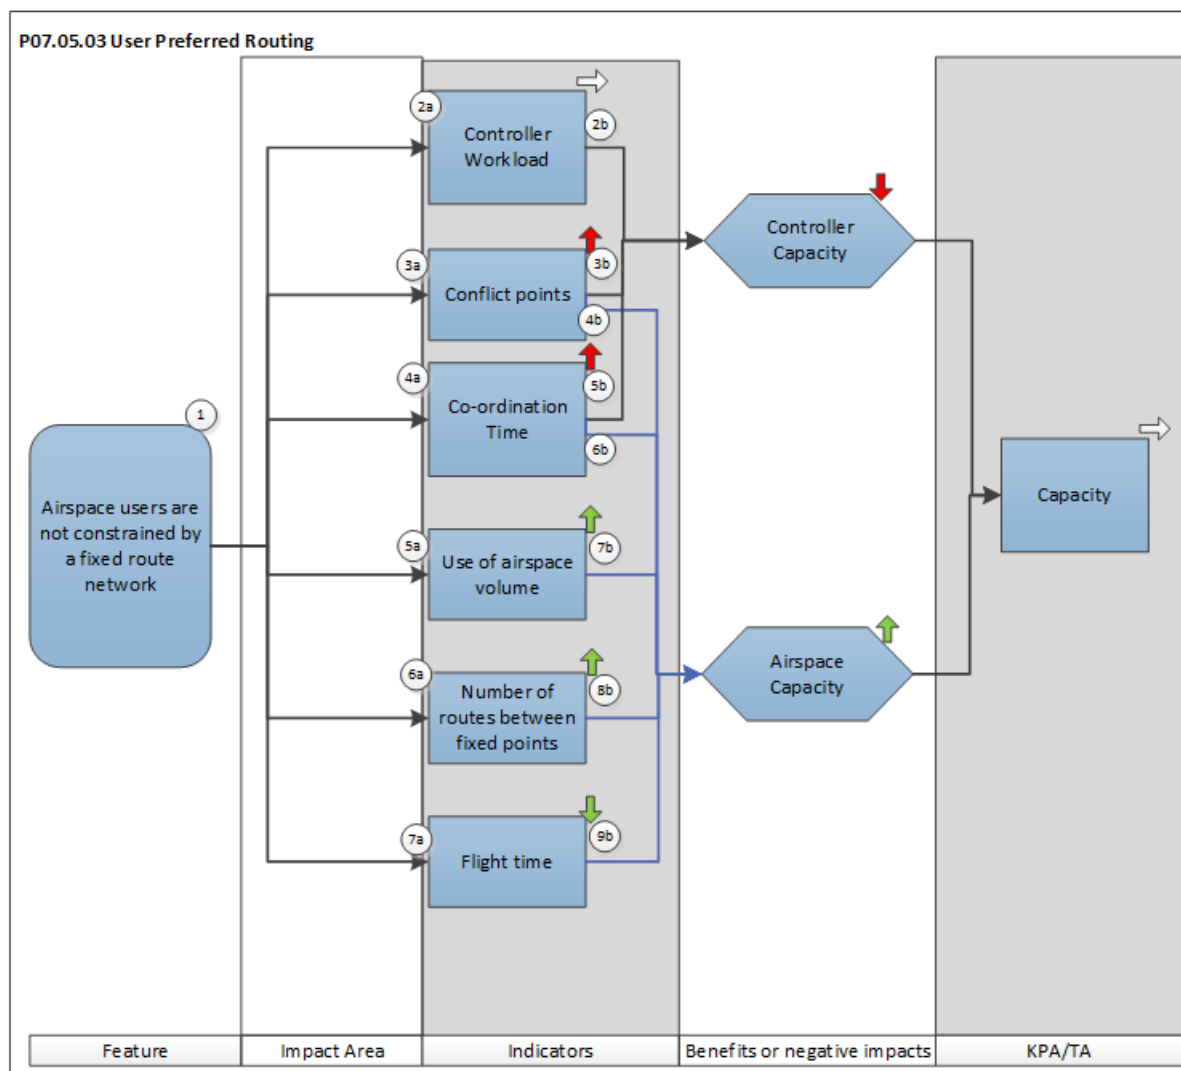 P07.05.03 User Preferred Routing
2a
Controller
Workload
2b
3a
Conflict points
3b
4b
4a
Co-ordination
Time
5b
6b
5a
Use of airspace
volume
7b
6a
Number of
routes between
fixed points
8b
7a
Flight time
9b
1
Airspace users are
not constrained by
a fixed route
network
Controller
Capacity
Airspace
Capacity
Capacity
Feature
Impact Area
Indicators
Benefits or negative impacts
KPA/TA